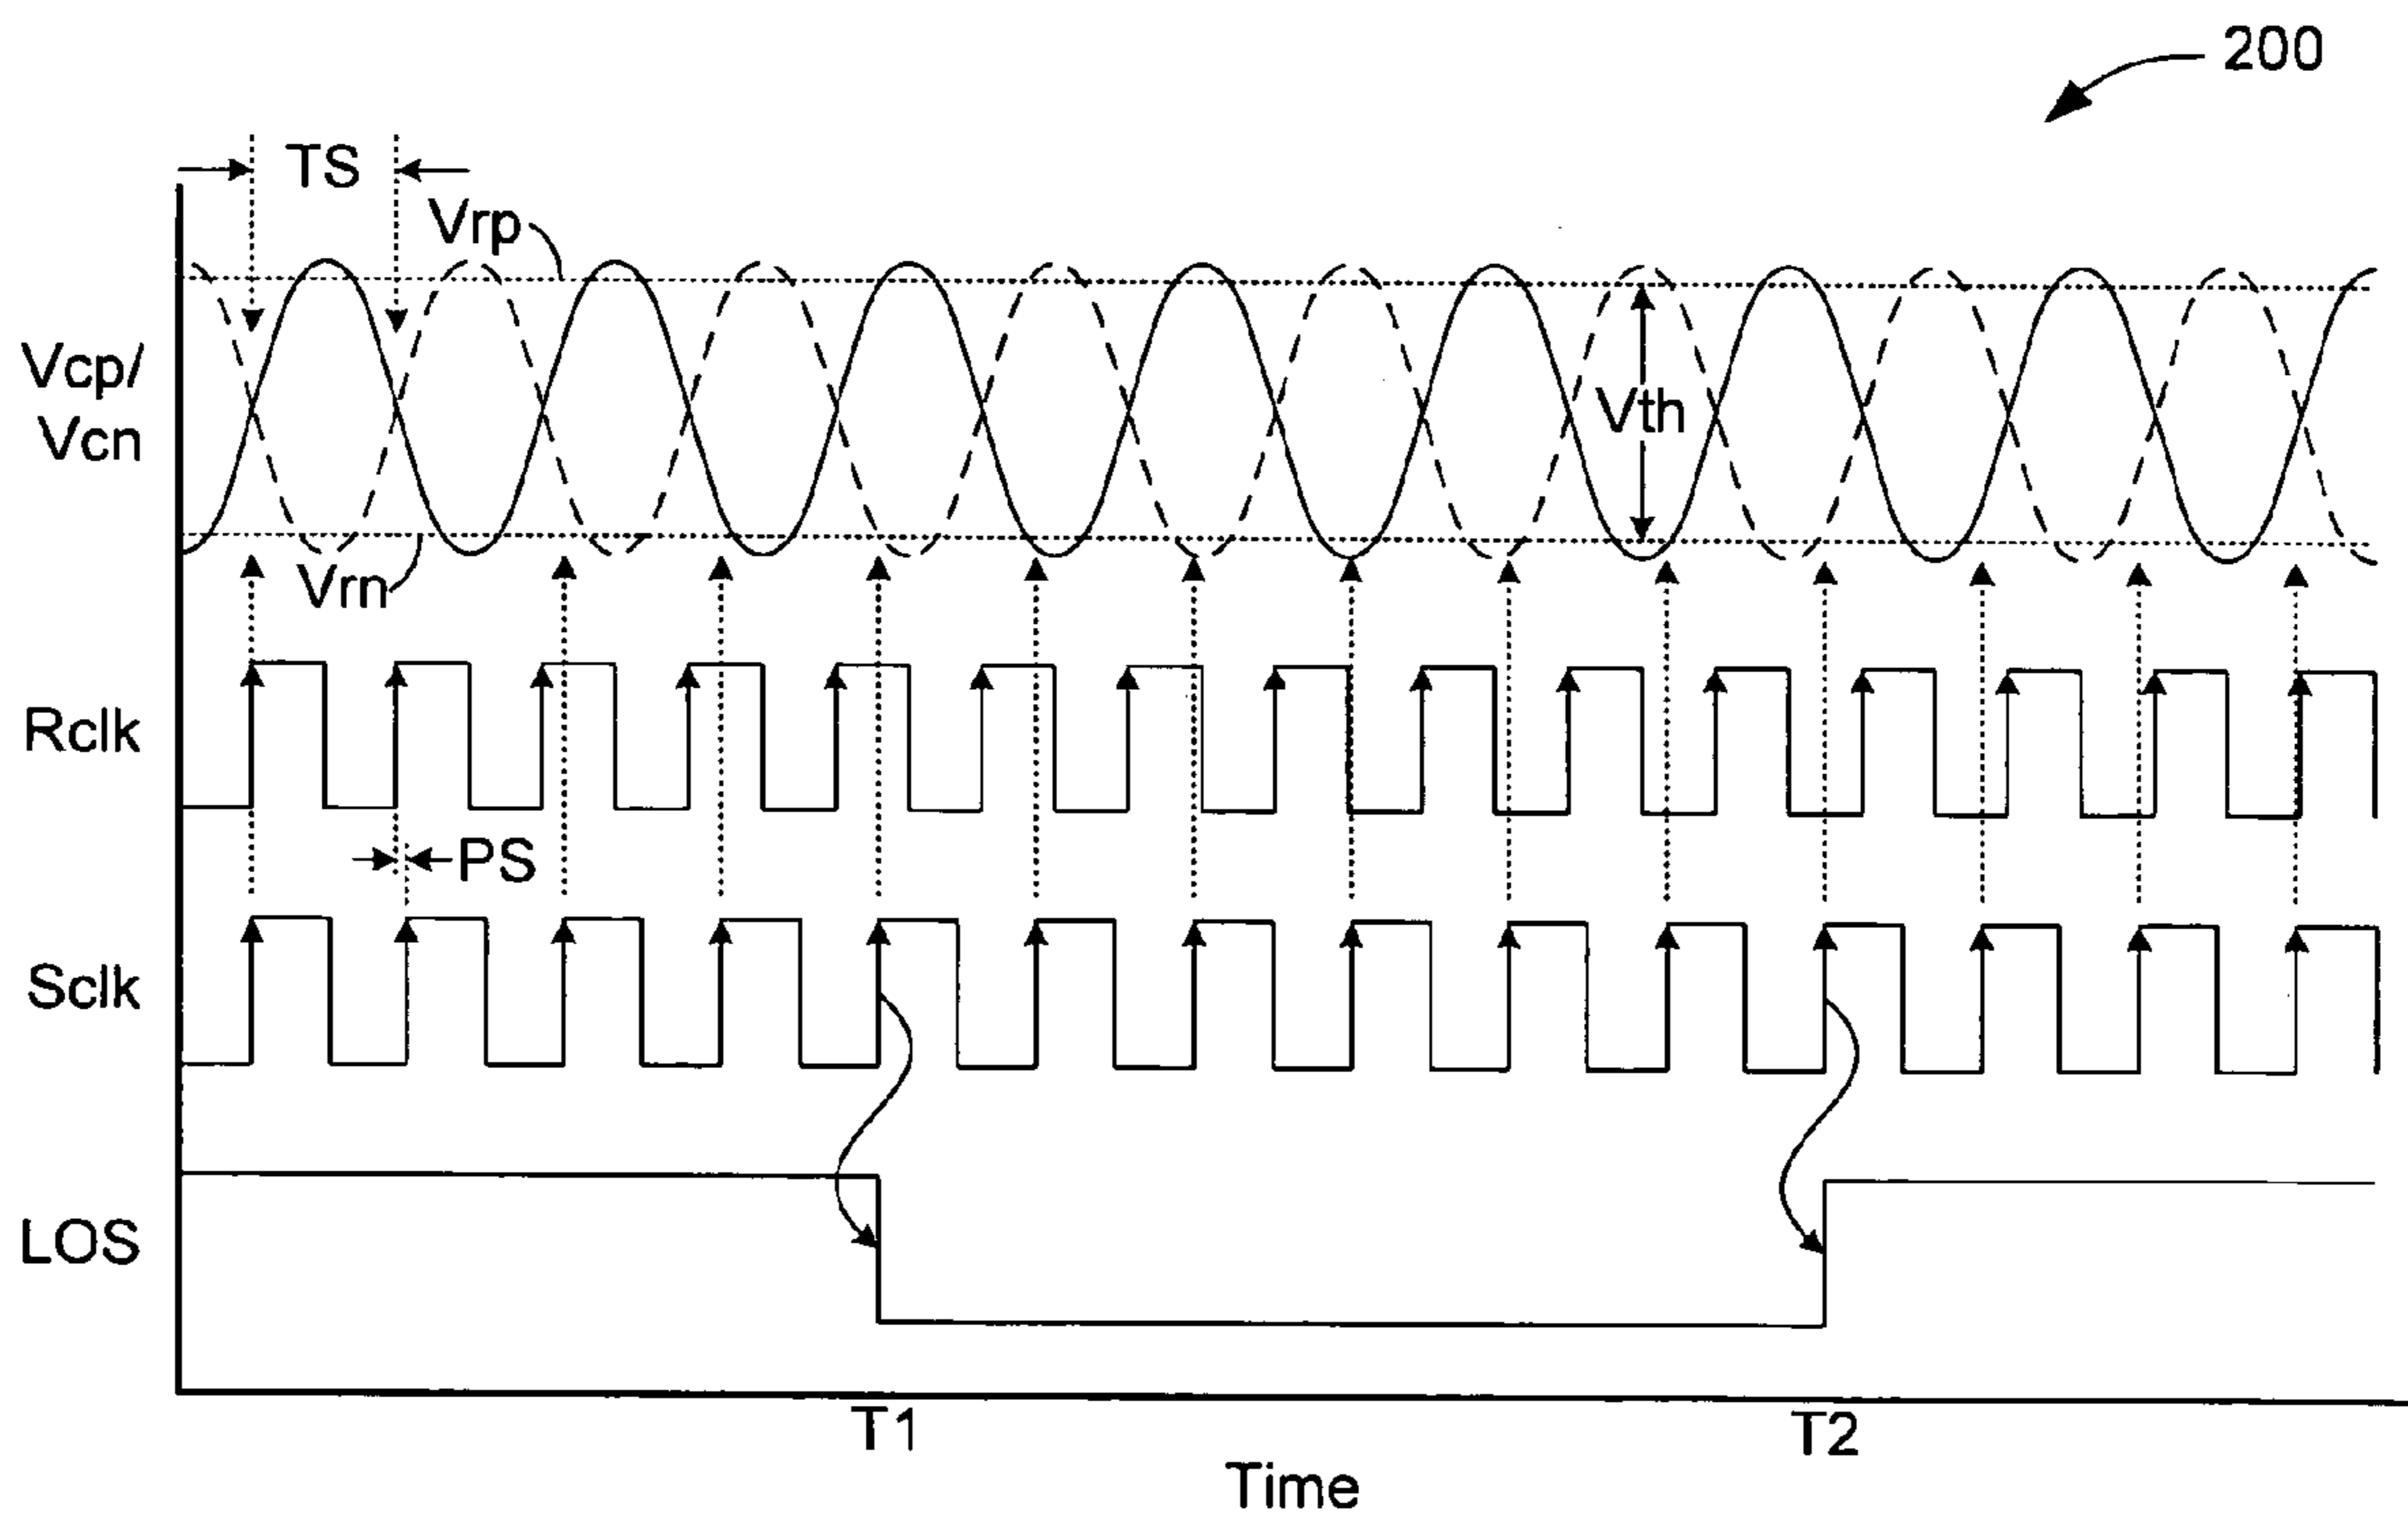 200
TS
Vrp
Vcp/
Vcn
Vth
Vrn
Rclk
PS
Sclk
LOS
T1
T2
Time